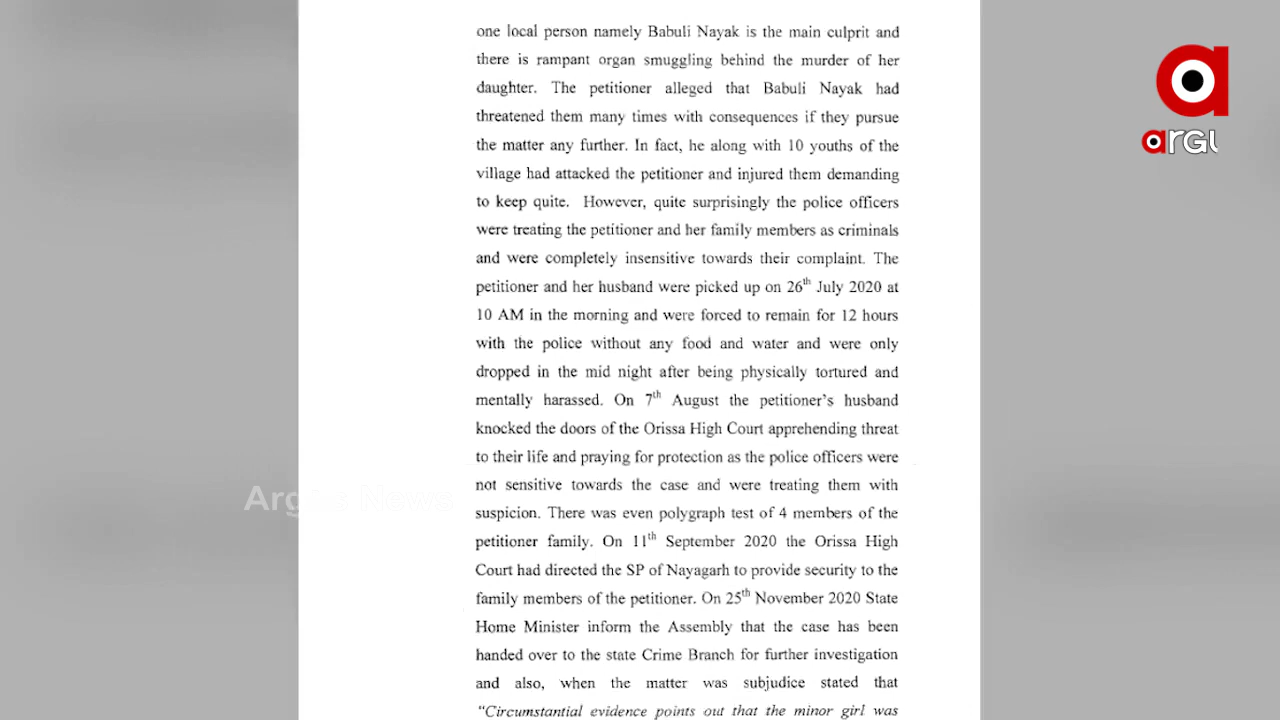 one local person namely Babuli Nayak is the main culprit and
there is rampant organ smuggling behind the murder of her
daughter. The petitioner alleged that Babuli Nayak had
threatened them many times with consequences if they pursue
the matter any further. In fact, he along with 10 youths of the
village had attacked the petitioner and injured them demanding
to keep quite. However, quite surprisingly the police officers
were treating the petitioner and her family members as criminals
and were completely insensitive towards their complaint. The
petitioner and her husband were picked up on 26th July 2020 at
10 AM in the morning and were forced to remain for 12 hours
with the police without any food and water and were only
dropped in the mid night after being physically tortured and
mentally harassed. On 7th August the petitioner's husband
knocked the doors of the Orissa High Court apprehending threat
to their life and praying for protection as the police officers were
not sensitive towards the case and were treating them with
suspicion. There was even polygraph test of 4 members of the
petitioner family. On 11th September 2020 the Orissa High
Court had directed the SP of Nayagarh to provide security to the
family members of the petitioner. On 25th November 2020 State
Home Minister inform the Assembly that the case has been
handed over to the state Crime Branch for further investigation
and also, when the matter was subjudice stated that
"Circumstantial evidence points out that the minor girl was
a
argu
Argus News